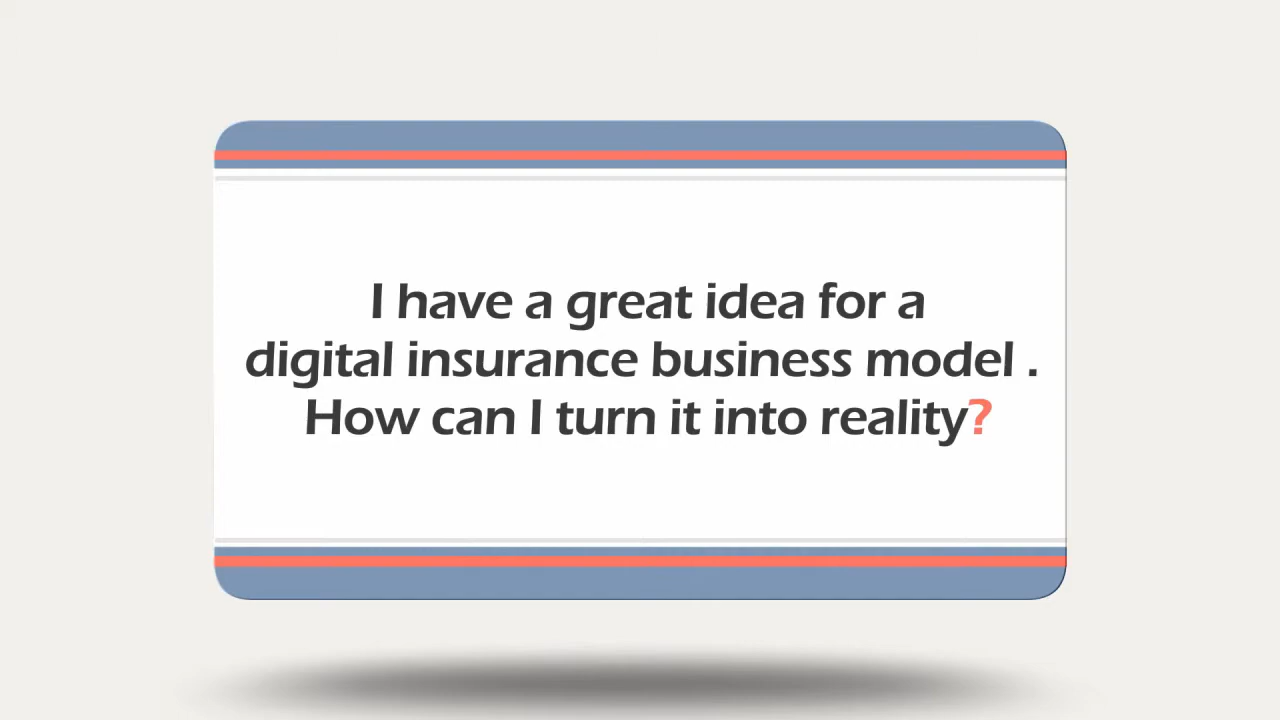 I have a great idea for a
digital insurance business model .
How can I turn it into reality?